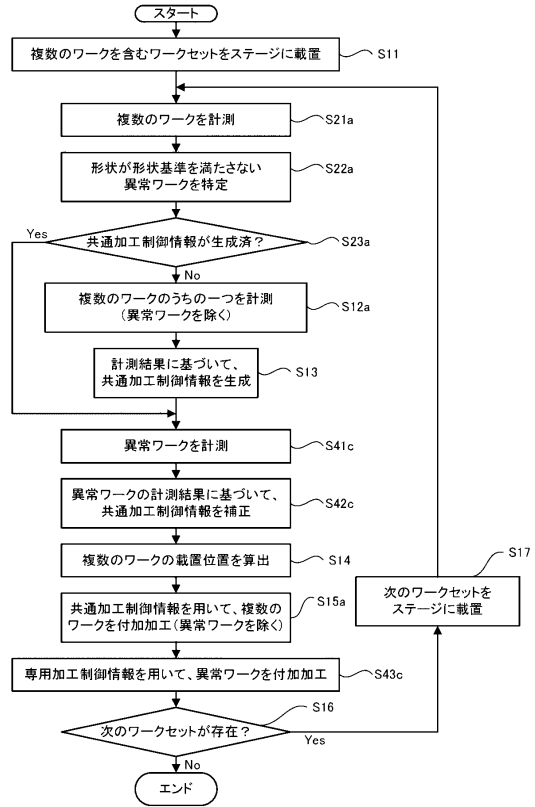 スタート
複数のワークを含むワークセットをステージに載置
S11
複数のワークを計測
S21a
形状が形状基準を満たさない
異常ワークを特定
S22a
共通加工制御情報が生成済？
S23a
Yes
No
複数のワークのうちの一つを計測
(異常ワークを除く)
S12a
計測結果に基づいて、
共通加工制御情報を生成
S13
異常ワークを計測
S41c
異常ワークの計測結果に基づいて、
共通加工制御情報を補正
S42c
複数のワークの載置位置を算出
S14
共通加工制御情報を用いて、複数の
ワークを付加加工(異常ワークを除く)
S15a
専用加工制御情報を用いて、異常ワークを付加加工
S43c
次のワークセットが存在？
S16
Yes
No
次のワークセットを
ステージに載置
S17
エンド